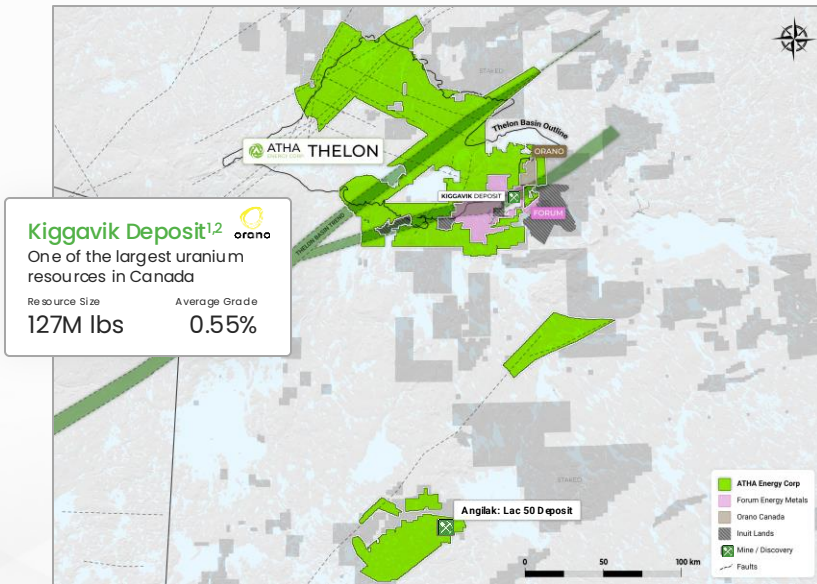 STAKED
Thelon Basin Outline
ATHA
ENERGY CORP
THELON
ORANO
KIGGAVIK DEPOSIT
FORUM
THELON BASIN TREND
Kiggavik Deposit1,2
orano
One of the largest uranium
resources in Canada
Resource Size
Average Grade
127M lbs
0.55%
STAKED
Angilak: Lac 50 Deposit
ATHA Energy Corp
Forum Energy Metals
Orano Canada
Inuit Lands
Mine / Discovery
Faults
0
50
100 km